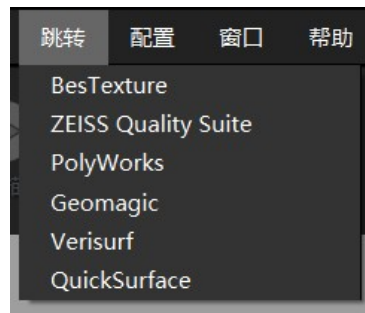 跳转 配置 窗口 帮助
BesTexture
ZEISS Quality Suite
PolyWorks
Geomagic
Verisurf
QuickSurface